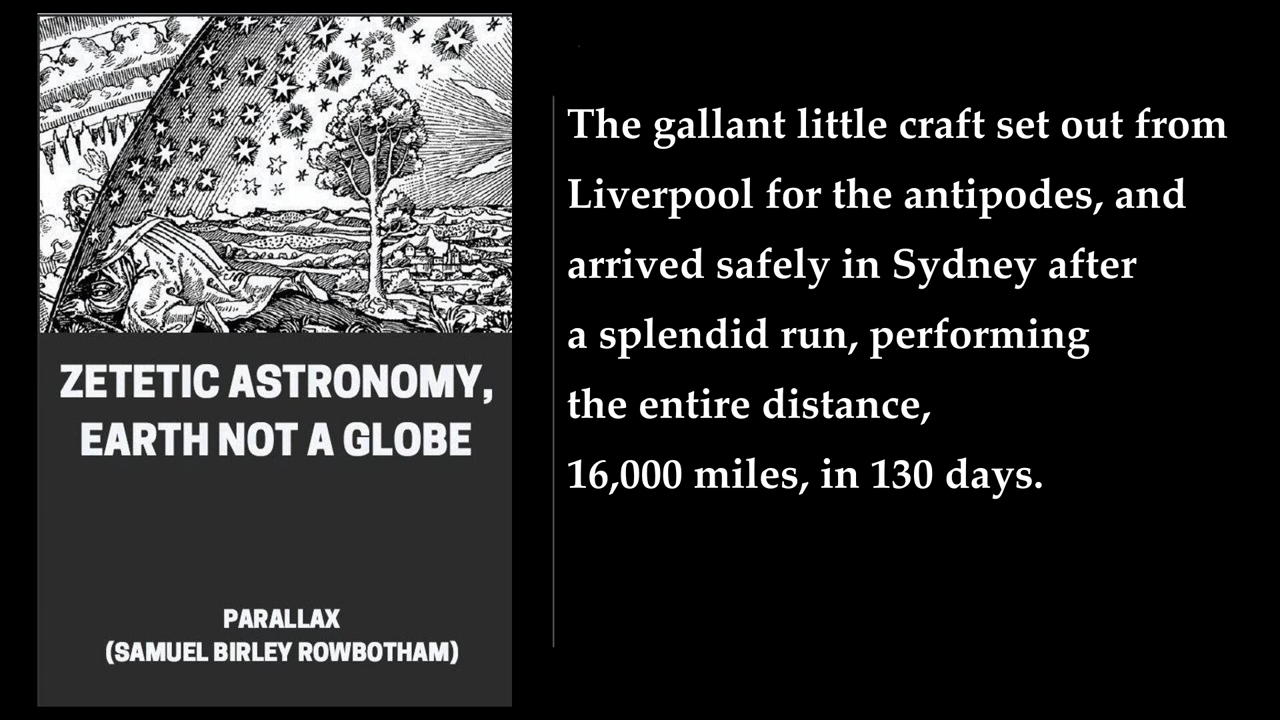 ZETETIC ASTRONOMY,
EARTH NOT A GLOBE
PARALLAX
(SAMUEL BIRLEY ROWBOTHAM)
The gallant little craft set out from
Liverpool for the antipodes, and
arrived safely in Sydney after
a splendid run, performing
the entire distance,
16,000 miles, in 130 days.